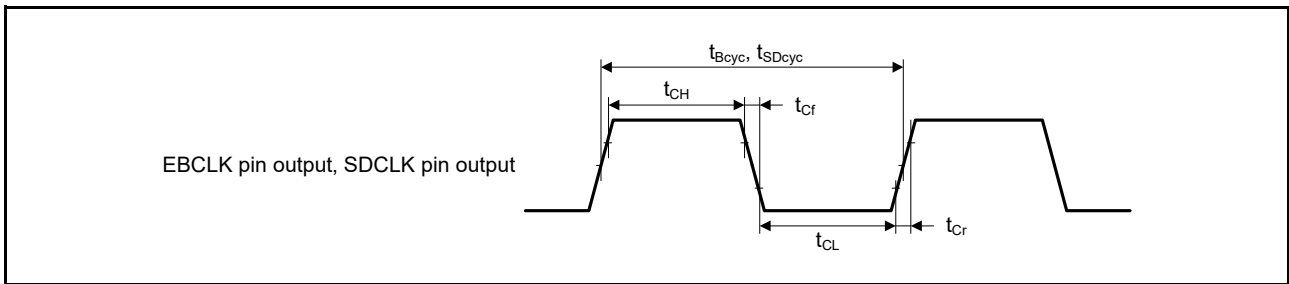 tBcyc, tSDcyc
tCH
tCf
EBCLK pin output, SDCLK pin output
tCL
tCr